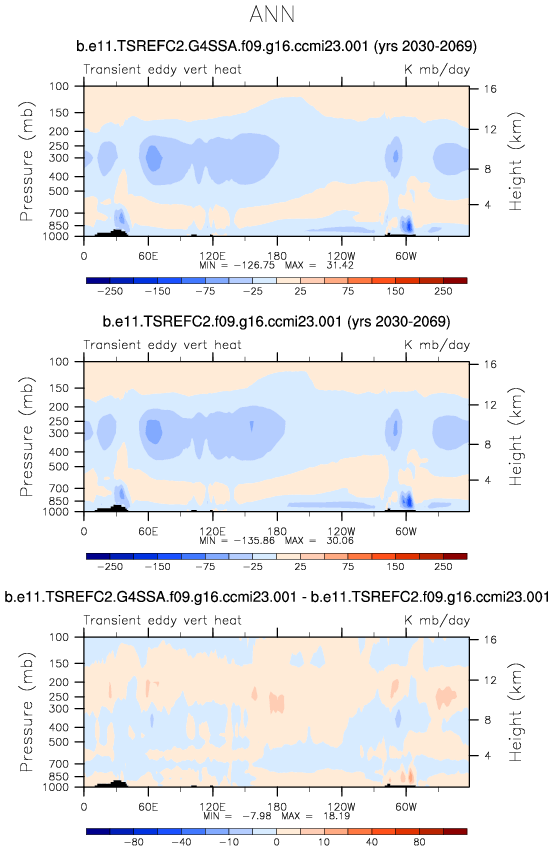 ANN
b.e11.TSREFC2.G4SSA.f09.g16.ccmi23.001 (yrs 2030-2069)
Transient eddy vert heat K mb/day
Pressure (mb)
100
150
200
250
300
400
500
700
850
1000
16
12
8
4
Height (km)
0 60E 120E 180W 120W 60W
MIN = -126.75 MAX = 31.42
-250 -150 -75 -25 25 75 150 250
b.e11.TSREFC2.f09.g16.ccmi23.001 (yrs 2030-2069)
Transient eddy vert heat K mb/day
Pressure (mb)
100
150
200
250
300
400
500
700
850
1000
16
12
8
4
Height (km)
0 60E 120E 180W 120W 60W
MIN = -135.86 MAX = 30.06
-250 -150 -75 -25 25 75 150 250
b.e11.TSREFC2.G4SSA.f09.g16.ccmi23.001 - b.e11.TSREFC2.f09.g16.ccmi23.001
Transient eddy vert heat K mb/day
Pressure (mb)
100
150
200
250
300
400
500
700
850
1000
16
12
8
4
Height (km)
0 60E 120E 180W 120W 60W
MIN = -7.98 MAX = 18.19
-80 -40 -10 0 10 40 80